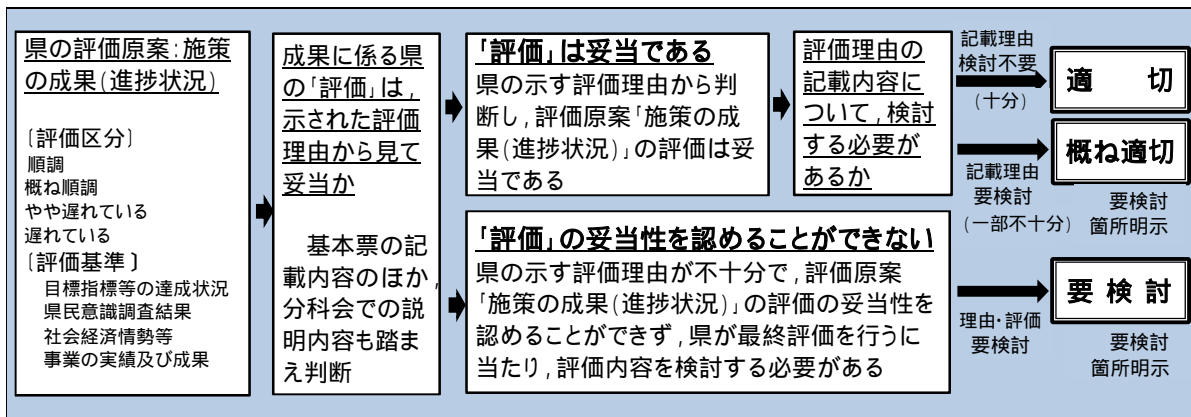 県の評価原案：施策
の成果（進捗状況）
〔評価区分〕
順調
概ね順調
やや遅れている
遅れている
〔評価基準〕
目標指標等の達成状況
県民意識調査結果
社会経済情勢等
事業の実績及び成果
成果に係る県
の「評価」は，
示された評価
理由から見て
妥当か
基本票の記
載内容のほか，
分科会での説
明内容も踏ま
え判断
「評価」は妥当である
県の示す評価理由から判
断し，評価原案「施策の成
果（進捗状況）」の評価は妥
当である
評価理由の
記載内容に
ついて，検討
する必要が
あるか
記載理由
検討不要
（十分）
適 切
記載理由
要検討
（一部不十分）
概ね適切
要検討
箇所明示
「評価」の妥当性を認めることができない
県の示す評価理由が不十分で，評価原案
「施策の成果（進捗状況）」の評価の妥当性を
認めることができず，県が最終評価を行うに
当たり，評価内容を検討する必要がある
理由・評価
要検討
要 検 討
要検討
箇所明示